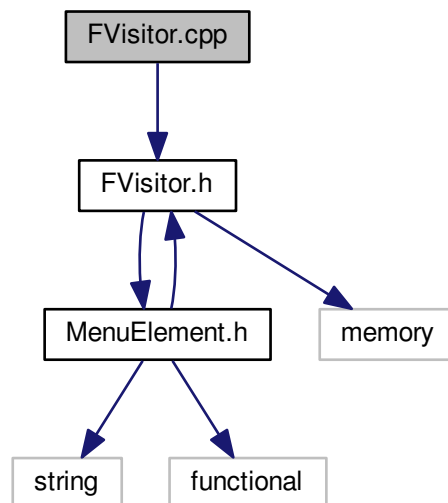 FVisitor.cpp
FVisitor.h
MenuElement.h
memory
string
functional